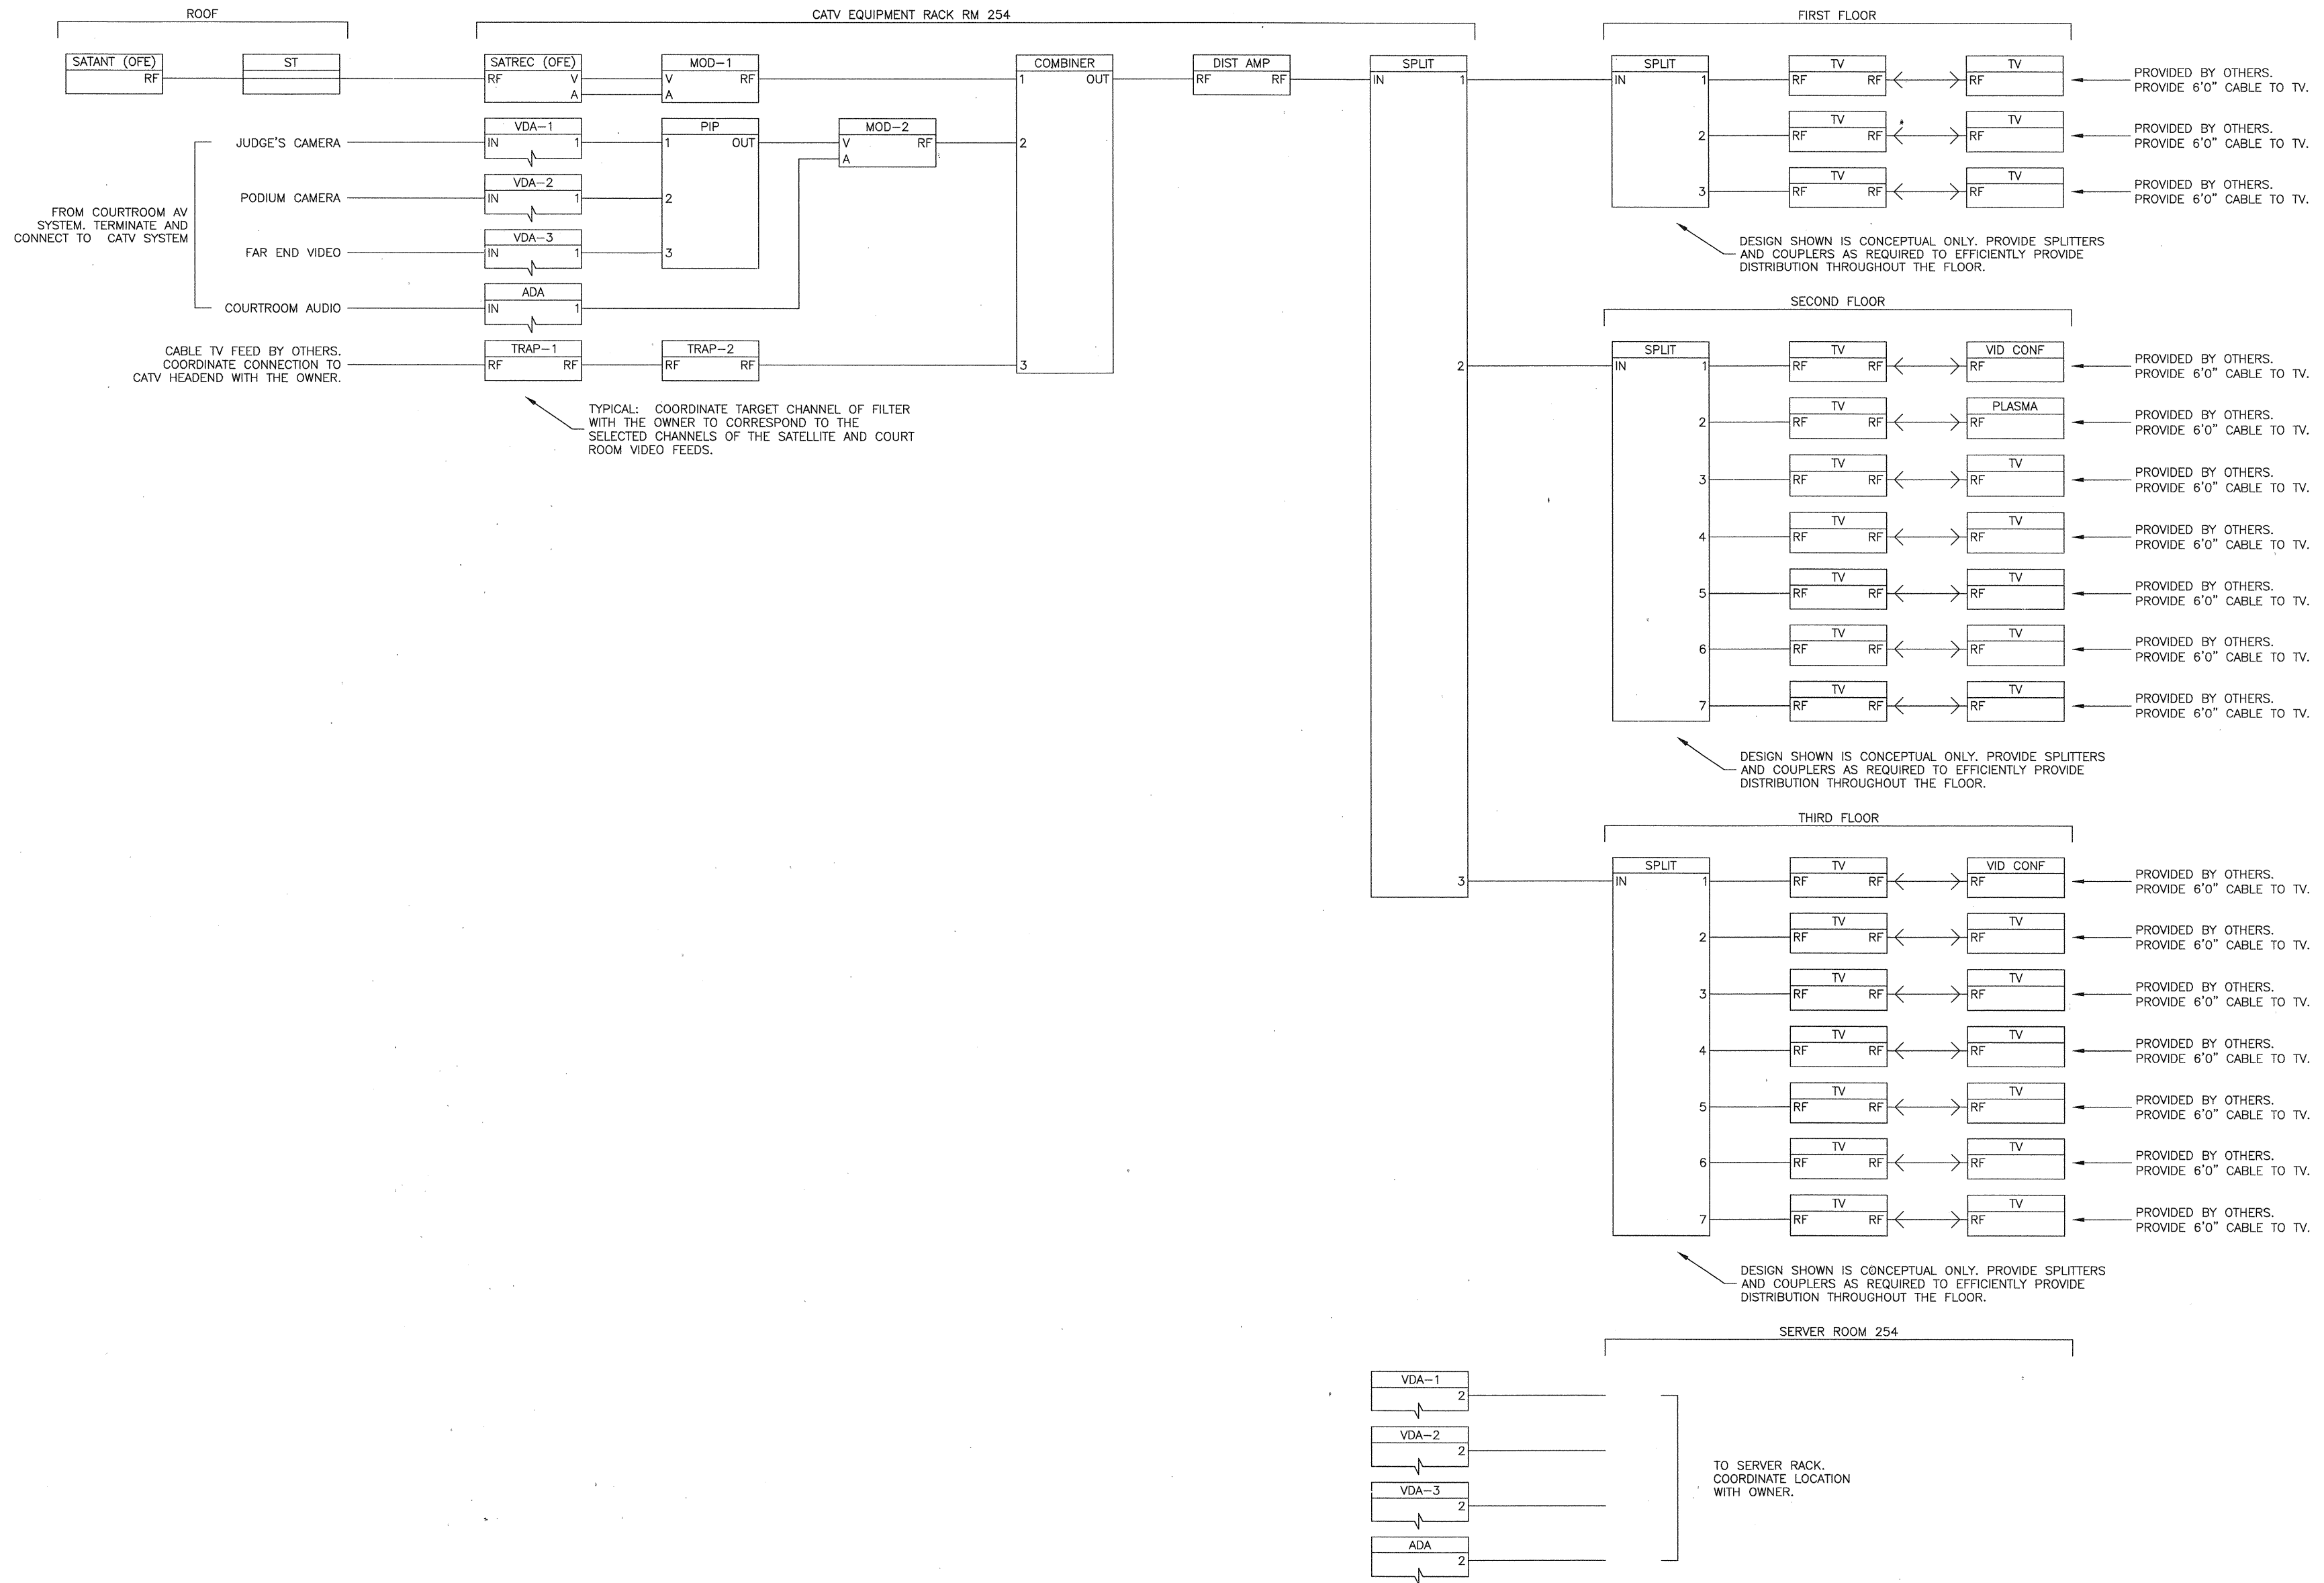 ROOF
SATANT (OFE)
RF
ST
CATV EQUIPMENT RACK RM 254
SATREC (OFE)
RF V
A
MOD-1
V RF
A
COMBINER
1 OUT
2
3
DIST AMP
RF RF
SPLIT
IN 1
2
3
FROM COURTROOM AV
SYSTEM. TERMINATE AND
CONNECT TO CATV SYSTEM
JUDGE'S CAMERA
PODIUM CAMERA
FAR END VIDEO
COURTROOM AUDIO
VDA-1
IN 1
VDA-2
IN 1
VDA-3
IN 1
ADA
IN 1
PIP
1 OUT
2
3
MOD-2
V RF
A
CABLE TV FEED BY OTHERS.
COORDINATE CONNECTION TO
CATV HEADEND WITH THE OWNER.
TRAP-1
RF RF
TRAP-2
RF RF
TYPICAL: COORDINATE TARGET CHANNEL OF FILTER
WITH THE OWNER TO CORRESPOND TO THE
SELECTED CHANNELS OF THE SATELLITE AND COURT
ROOM VIDEO FEEDS.
FIRST FLOOR
SPLIT
IN 1
2
3
TV
RF RF
TV
RF
PROVIDED BY OTHERS.
PROVIDE 6'0" CABLE TO TV.
TV
RF RF
TV
RF
PROVIDED BY OTHERS.
PROVIDE 6'0" CABLE TO TV.
TV
RF RF
TV
RF
PROVIDED BY OTHERS.
PROVIDE 6'0" CABLE TO TV.
DESIGN SHOWN IS CONCEPTUAL ONLY. PROVIDE SPLITTERS
AND COUPLERS AS REQUIRED TO EFFICIENTLY PROVIDE
DISTRIBUTION THROUGHOUT THE FLOOR.
SECOND FLOOR
SPLIT
IN 1
2
3
4
5
6
7
TV
RF RF
VID CONF
RF
PROVIDED BY OTHERS.
PROVIDE 6'0" CABLE TO TV.
TV
RF RF
PLASMA
RF
PROVIDED BY OTHERS.
PROVIDE 6'0" CABLE TO TV.
TV
RF RF
TV
RF
PROVIDED BY OTHERS.
PROVIDE 6'0" CABLE TO TV.
TV
RF RF
TV
RF
PROVIDED BY OTHERS.
PROVIDE 6'0" CABLE TO TV.
TV
RF RF
TV
RF
PROVIDED BY OTHERS.
PROVIDE 6'0" CABLE TO TV.
TV
RF RF
TV
RF
PROVIDED BY OTHERS.
PROVIDE 6'0" CABLE TO TV.
TV
RF RF
TV
RF
PROVIDED BY OTHERS.
PROVIDE 6'0" CABLE TO TV.
DESIGN SHOWN IS CONCEPTUAL ONLY. PROVIDE SPLITTERS
AND COUPLERS AS REQUIRED TO EFFICIENTLY PROVIDE
DISTRIBUTION THROUGHOUT THE FLOOR.
THIRD FLOOR
SPLIT
IN 1
2
3
4
5
6
7
TV
RF RF
VID CONF
RF
PROVIDED BY OTHERS.
PROVIDE 6'0" CABLE TO TV.
TV
RF RF
TV
RF
PROVIDED BY OTHERS.
PROVIDE 6'0" CABLE TO TV.
TV
RF RF
TV
RF
PROVIDED BY OTHERS.
PROVIDE 6'0" CABLE TO TV.
TV
RF RF
TV
RF
PROVIDED BY OTHERS.
PROVIDE 6'0" CABLE TO TV.
TV
RF RF
TV
RF
PROVIDED BY OTHERS.
PROVIDE 6'0" CABLE TO TV.
TV
RF RF
TV
RF
PROVIDED BY OTHERS.
PROVIDE 6'0" CABLE TO TV.
TV
RF RF
TV
RF
PROVIDED BY OTHERS.
PROVIDE 6'0" CABLE TO TV.
DESIGN SHOWN IS CONCEPTUAL ONLY. PROVIDE SPLITTERS
AND COUPLERS AS REQUIRED TO EFFICIENTLY PROVIDE
DISTRIBUTION THROUGHOUT THE FLOOR.
SERVER ROOM 254
VDA-1
2
VDA-2
2
VDA-3
2
ADA
2
TO SERVER RACK.
COORDINATE LOCATION
WITH OWNER.